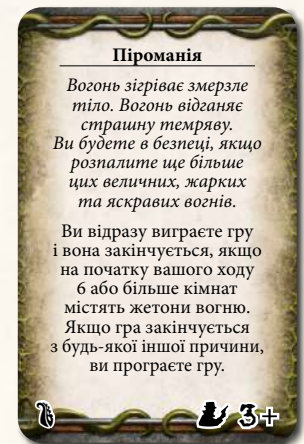 Піроманія
Вогонь зігріває змерзле
тіло. Вогонь відганяє
страшну темряву.
Ви будете в безпеці, якщо
розпалите ще більше
цих величних, жарких
та яскравих вогнів.
Ви відразу виграєте гру
і вона закінчується, якщо
на початку вашого ходу
6 або більше кімнат
містять жетони вогню.
Якщо гра закінчується
з будь-якої іншої причини,
ви програєте гру.
3+